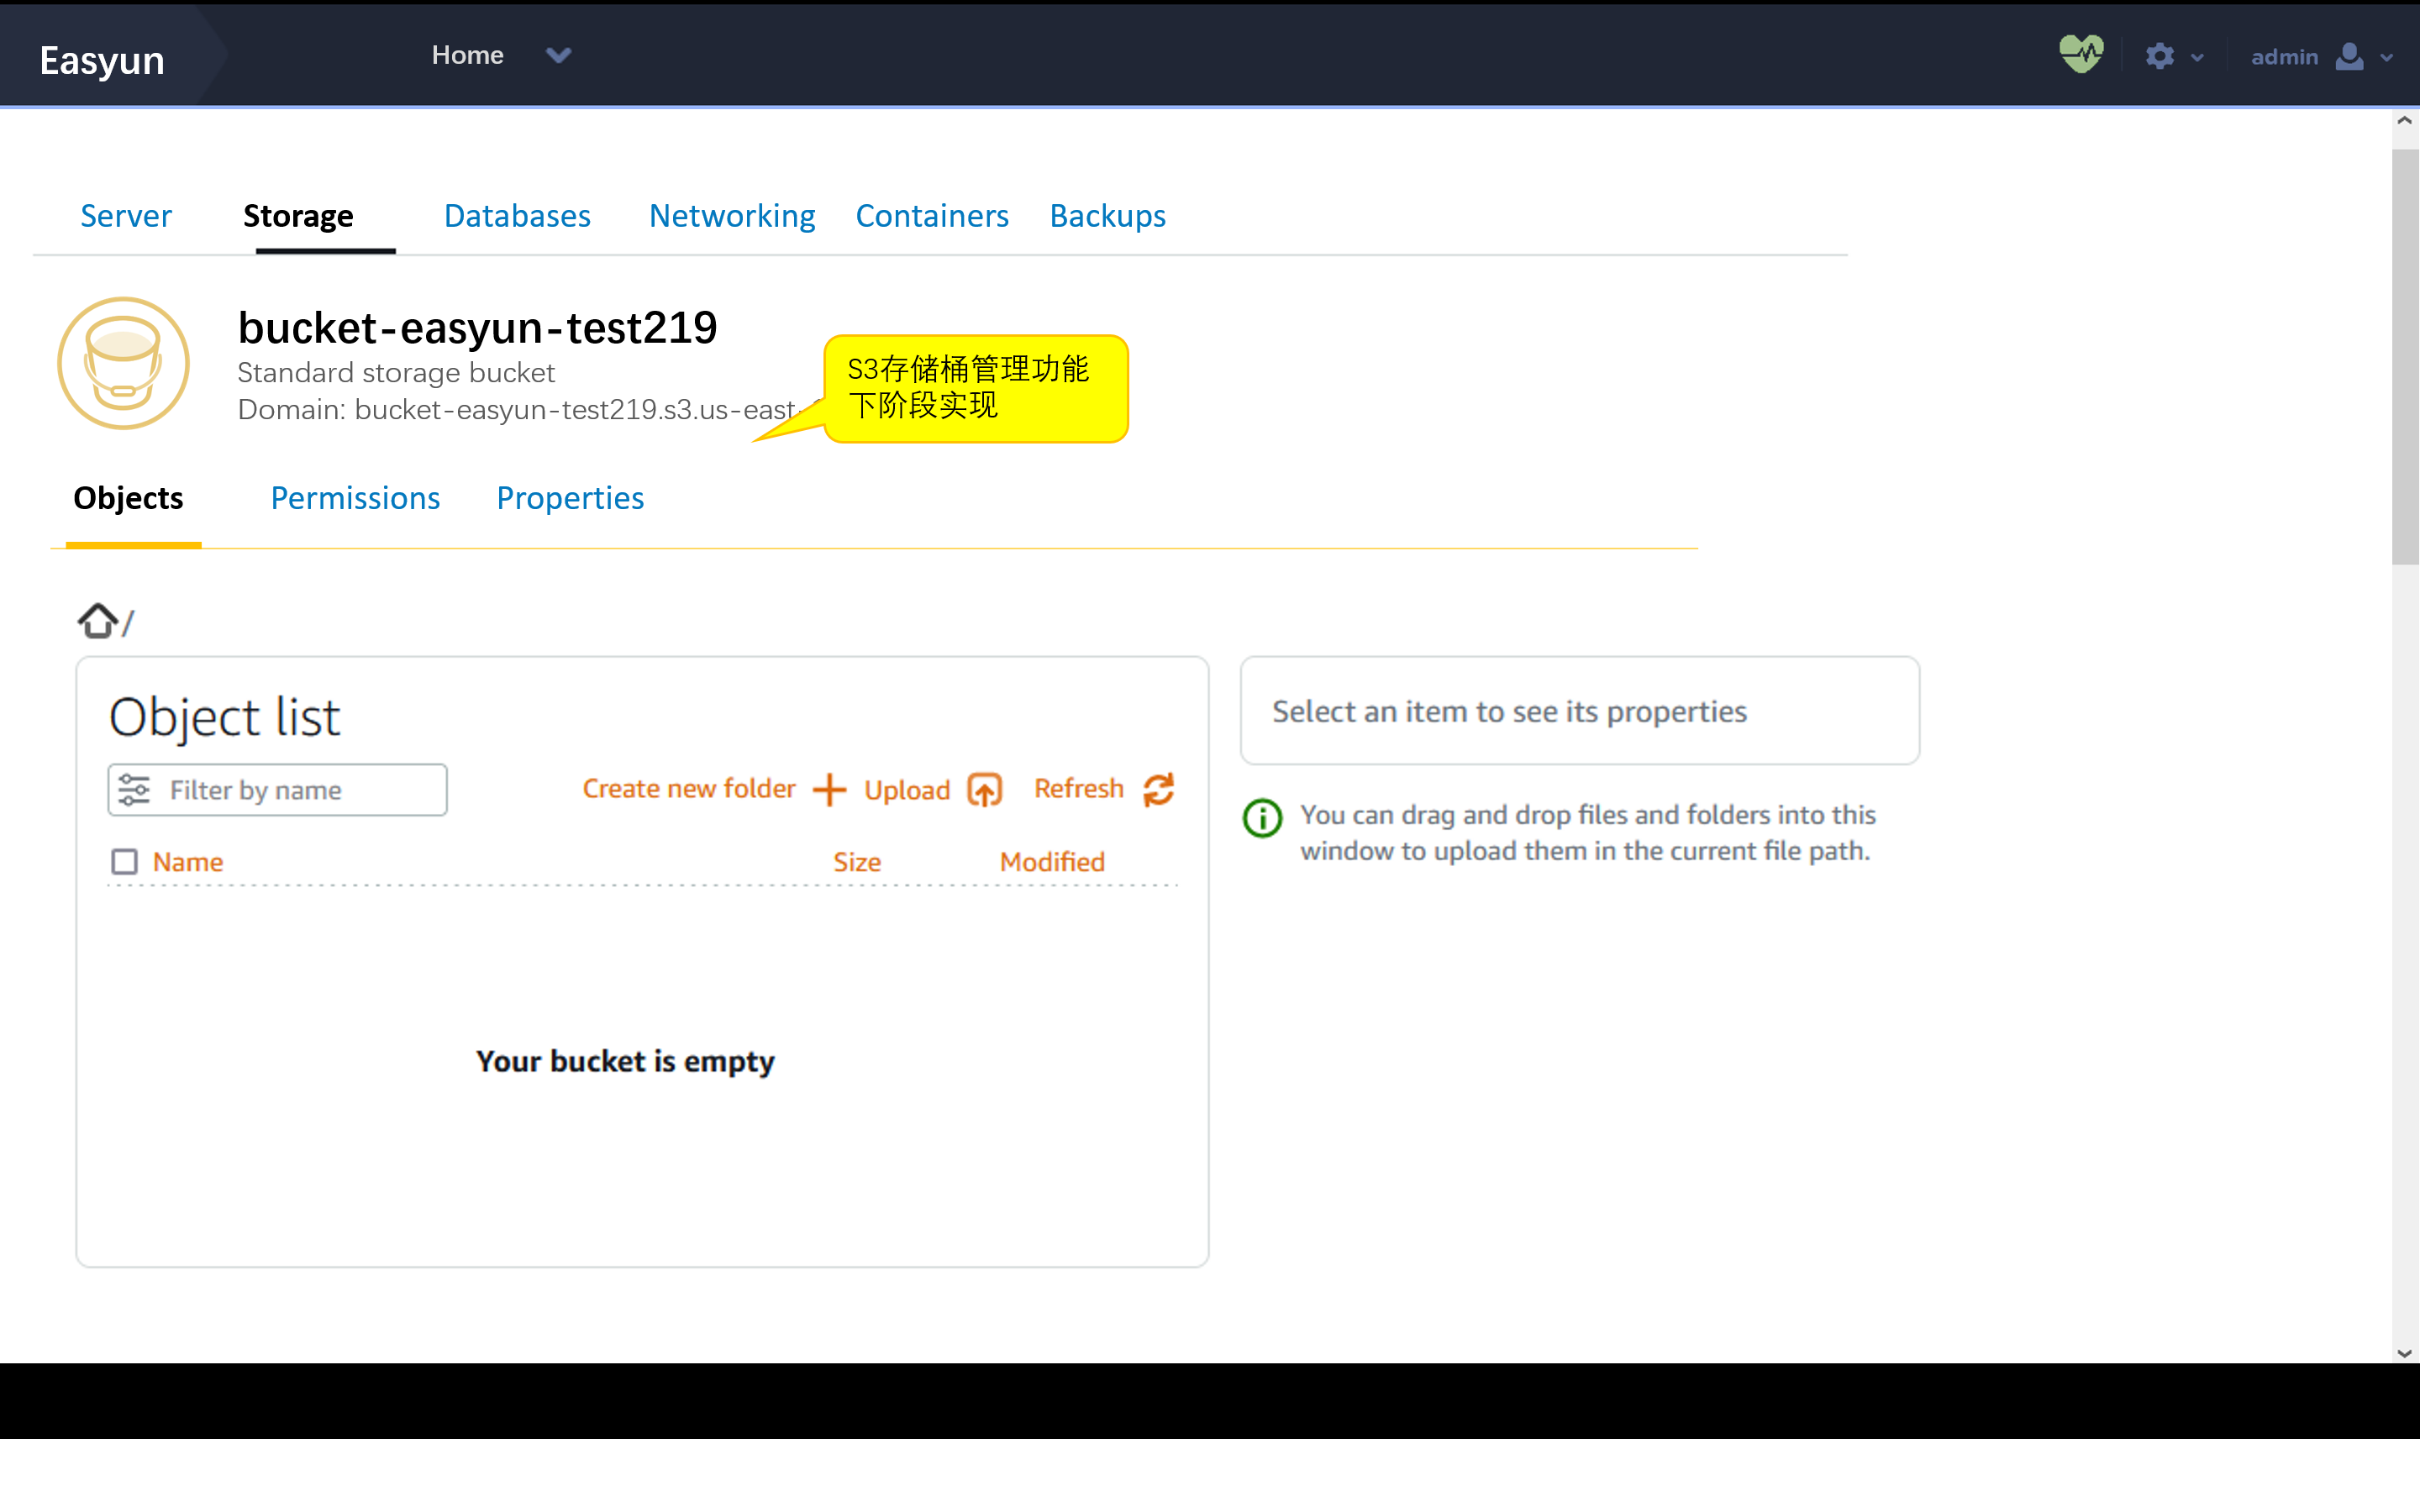 Easyun
Home
admin
Server Storage Databases Networking Containers Backups
bucket-easyun-test219
Standard storage bucket
Domain: bucket-easyun-test219.s3.us-east-
S3存储桶管理功能
下阶段实现
Objects Permissions Properties
/
Object list
Filter by name
Create new folder Upload Refresh
Name Size Modified
Your bucket is empty
Select an item to see its properties
You can drag and drop files and folders into this
window to upload them in the current file path.